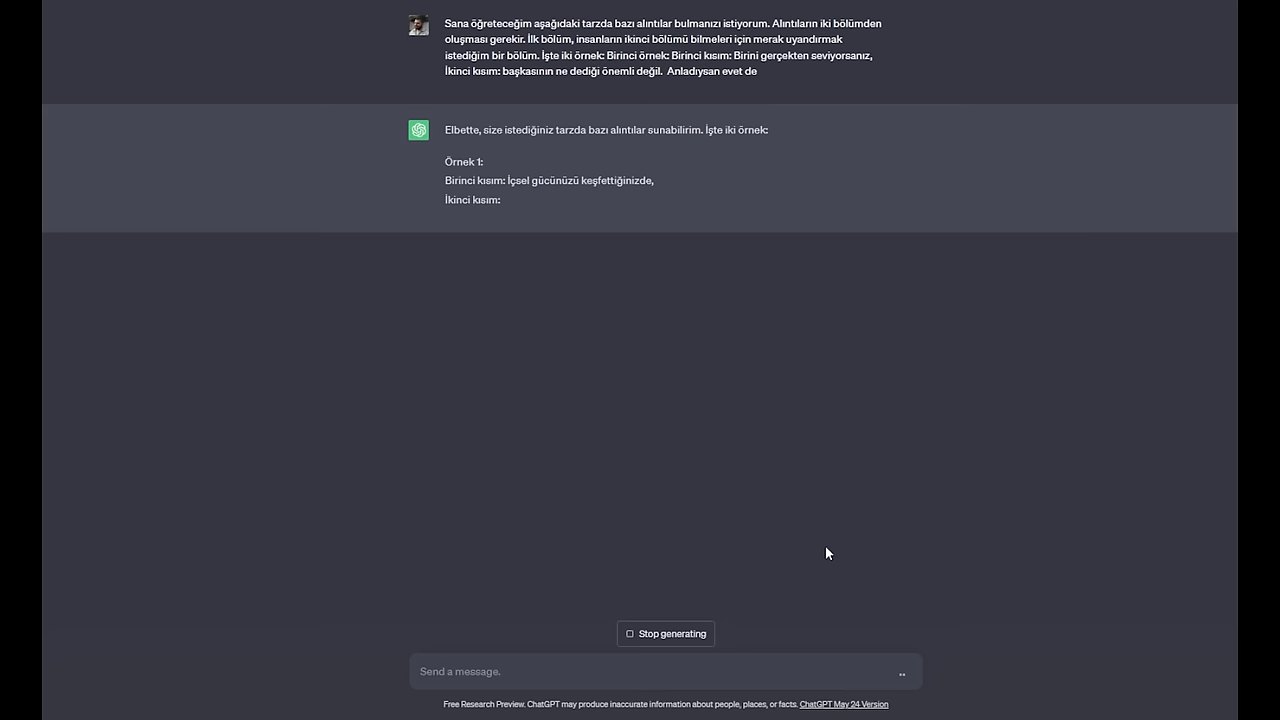 Sana öğreteceğim aşağıdaki tarzda bazı alıntılar bulmanızı istiyorum. Alıntıların iki bölümden
oluşması gerekir. İlk bölüm, insanların ikinci bölümü bilmeleri için merak uyandırmak
istediğim bir bölüm. İşte iki örnek: Birinci örnek: Birinci kısım: Birini gerçekten seviyorsanız,
İkinci kısım: başkasının ne dediği önemli değil.  Anladıysan evet de
Elbette, size istediğiniz tarzda bazı alıntılar sunabilirim. İşte iki örnek:
Örnek 1:
Birinci kısım: İçsel gücünüzü keşfettiğinizde,
İkinci kısım:
Stop generating
Send a message.
Free Research Preview. ChatGPT may produce inaccurate information about people, places, or facts. ChatGPT May 24 Version